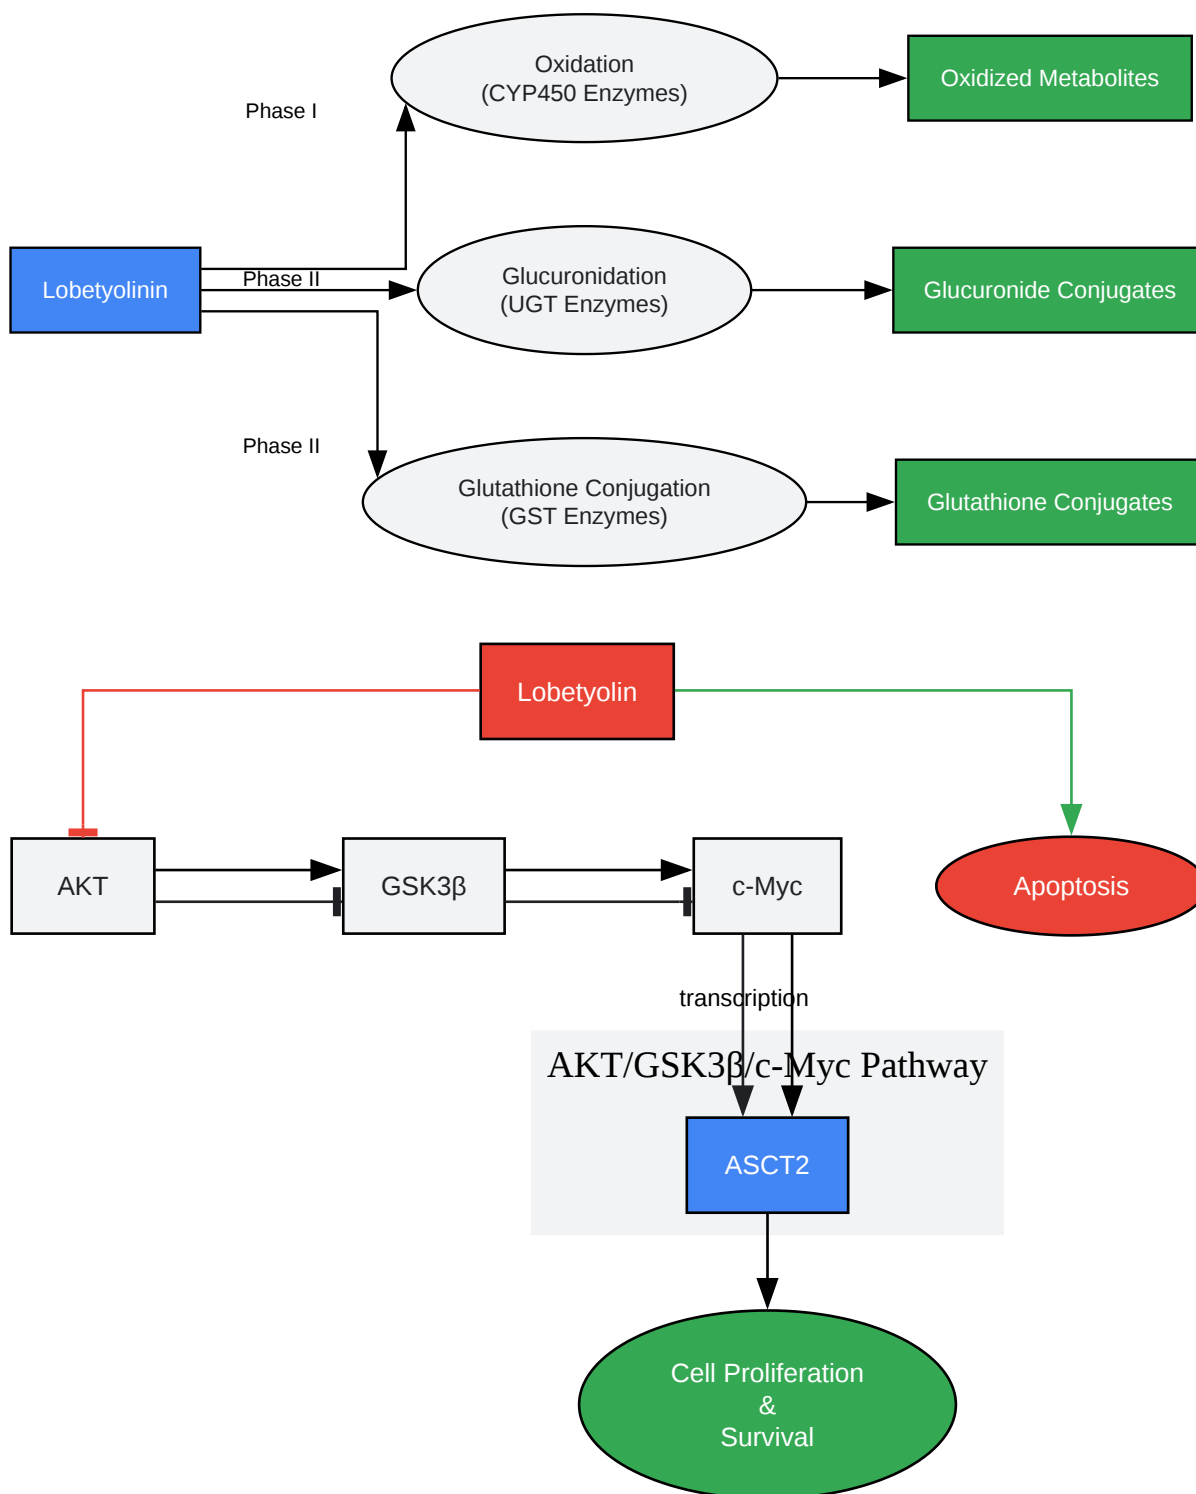 Oxidation
(CYP450 Enzymes)
Oxidized Metabolites
Phase I
Lobetyolinin
Phase II
Glucuronidation
(UGT Enzymes)
Glucuronide Conjugates
Phase II
Glutathione Conjugation
(GST Enzymes)
Glutathione Conjugates
Lobetyolin
AKT
GSK3β
c-Myc
Apoptosis
transcription
AKT/GSK3β/c-Myc Pathway
ASCT2
Cell Proliferation
&
Survival